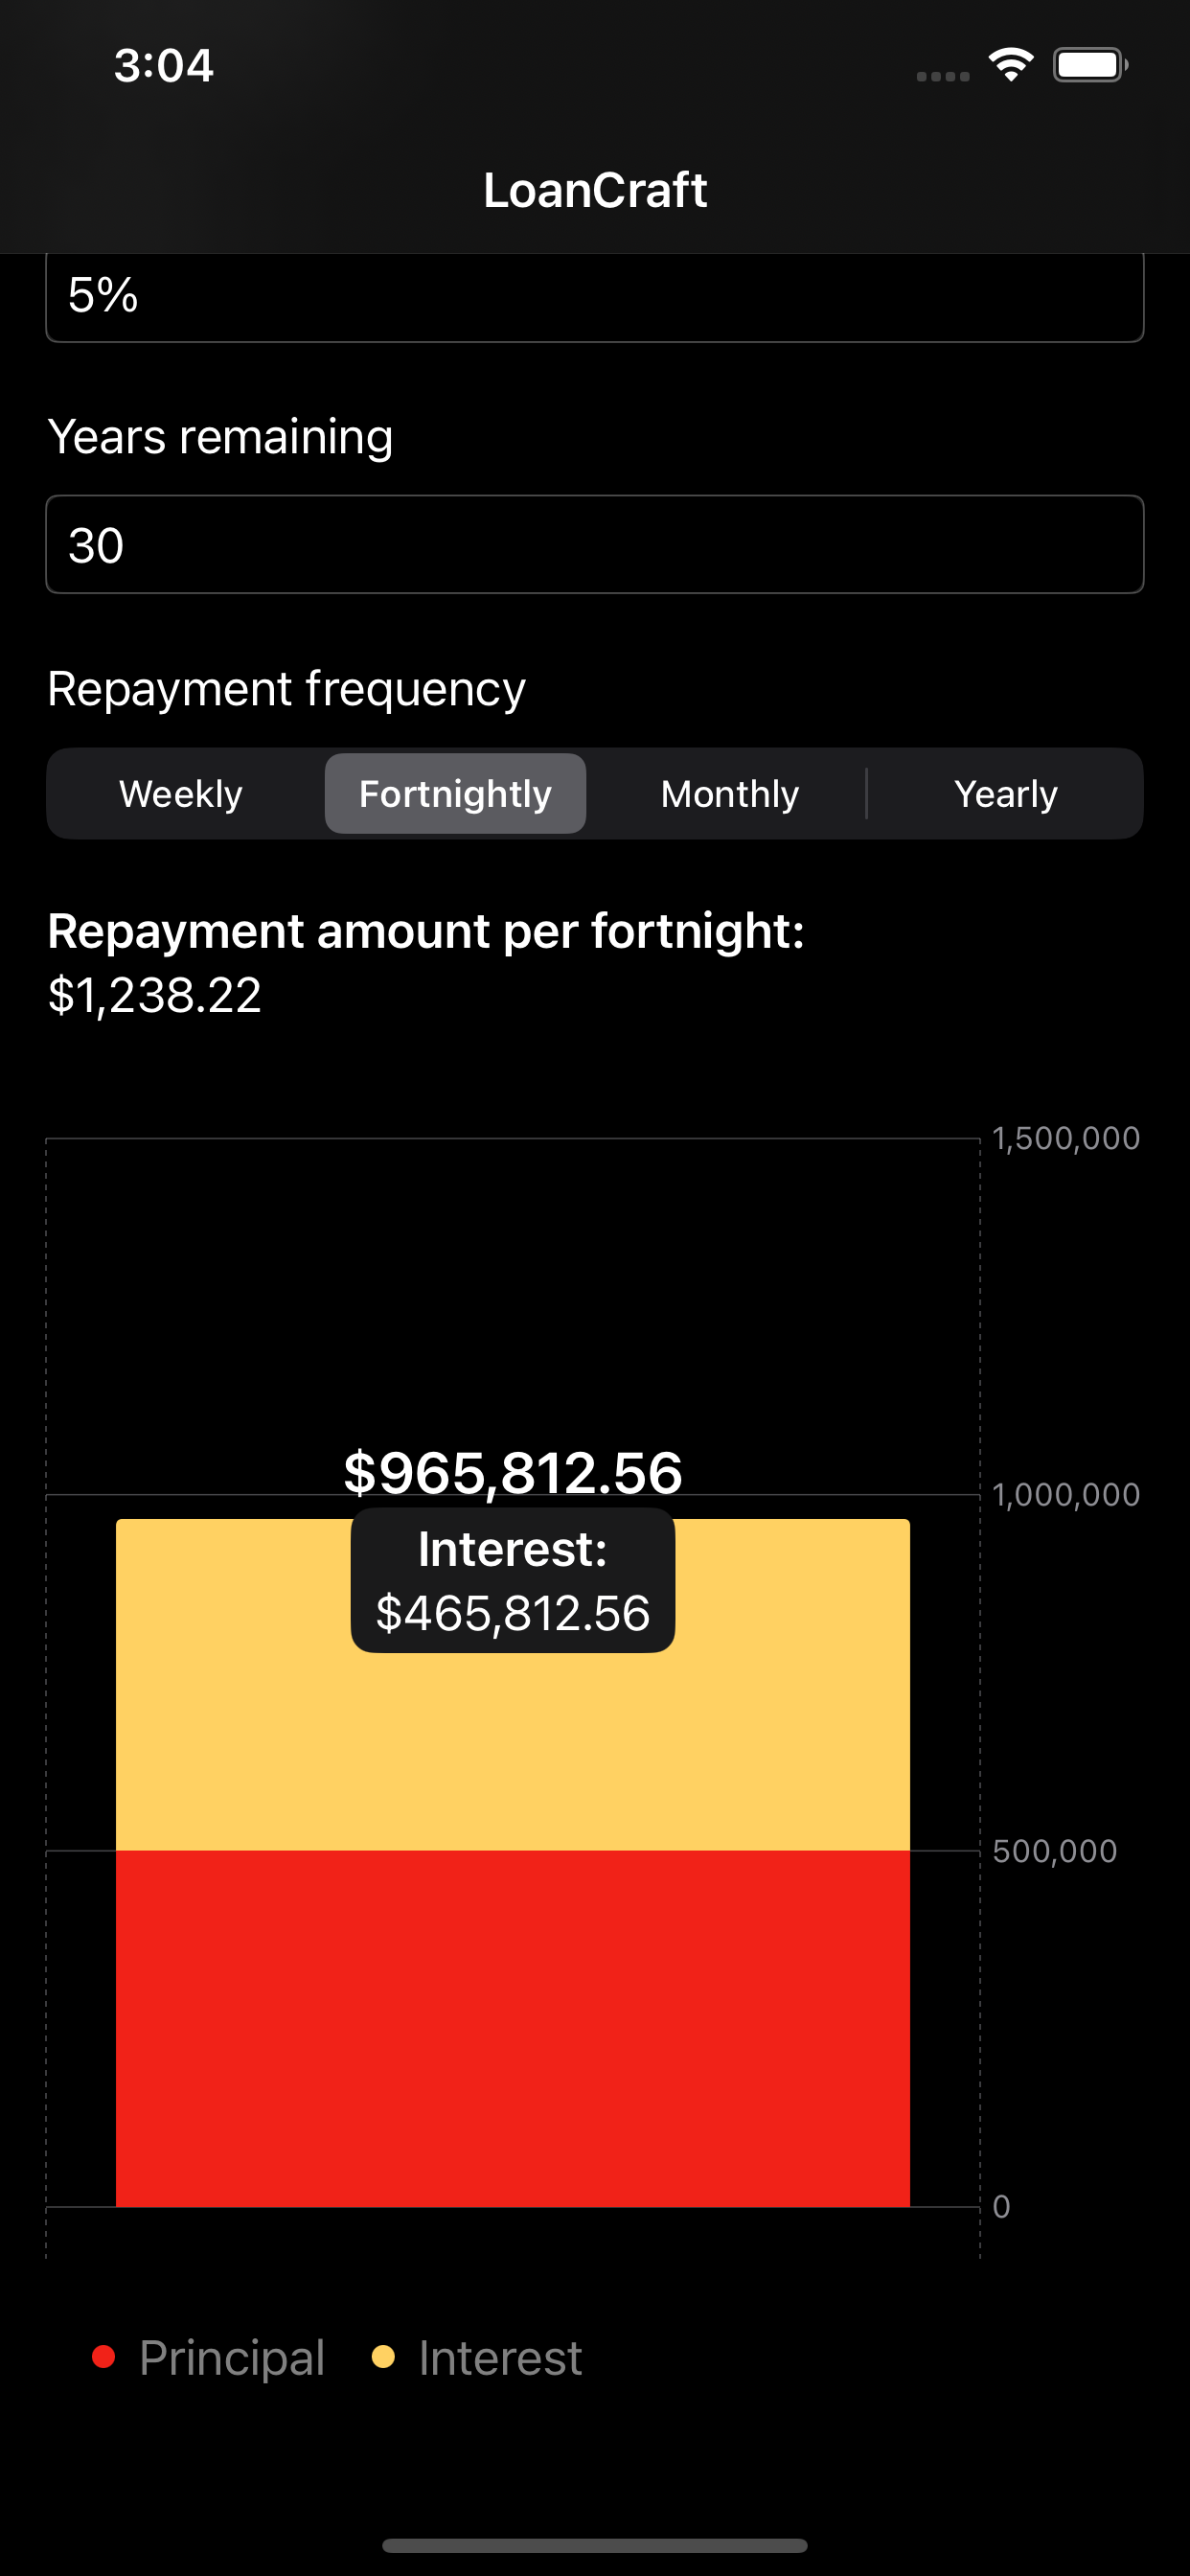 3:04
LoanCraft
5%
Years remaining
30
Repayment frequency
Weekly Fortnightly Monthly Yearly
Repayment amount per fortnight:
$1,238.22
1,500,000
$965,812.56
1,000,000
Interest:
$465,812.56
500,000
0
Principal Interest